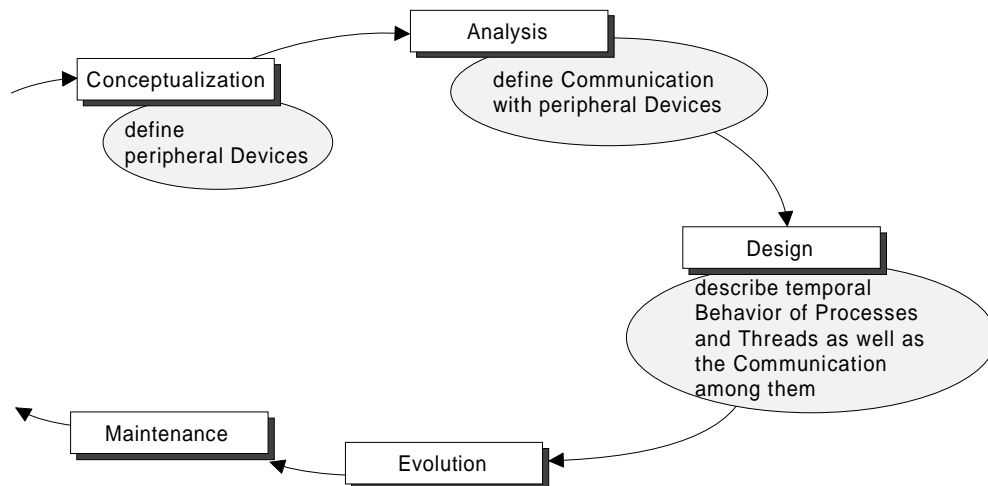 Analysis
define Communication
with peripheral Devices
Conceptualization
define
peripheral Devices
Design
describe temporal
Behavior of Processes
and Threads as well as
the Communication
among them
Evolution
Maintenance